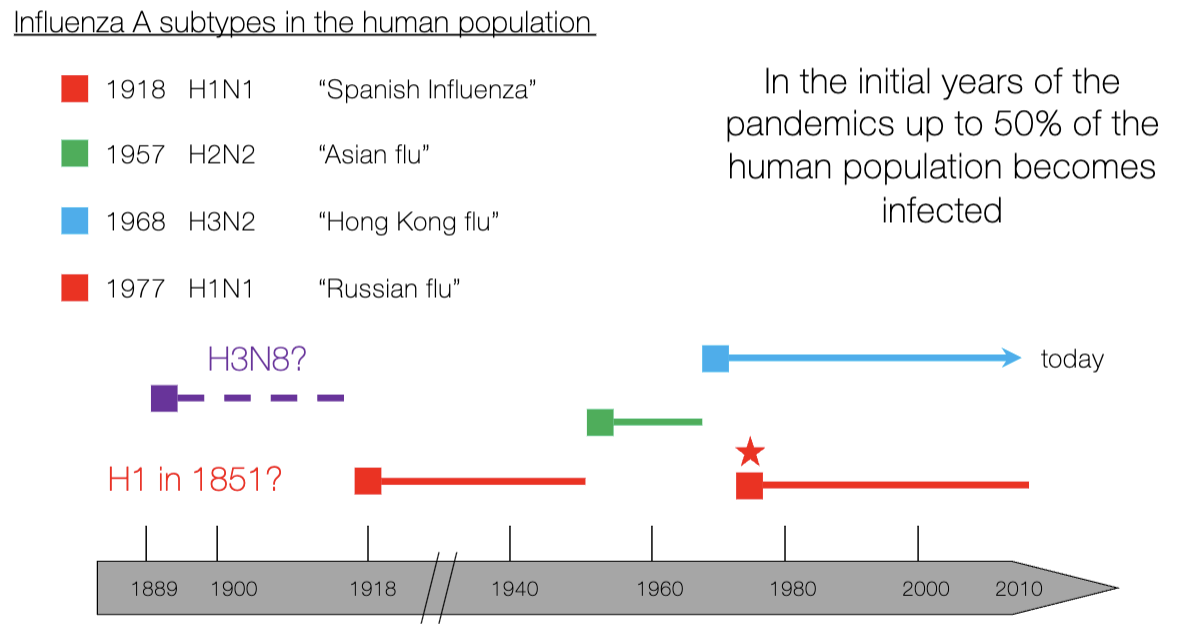 Influenza A subtypes in the human population
1918 H1N1 “Spanish Influenza”
1957 H2N2 “Asian flu”
1968 H3N2 “Hong Kong flu”
1977 H1N1 “Russian flu”
In the initial years of the
pandemics up to 50% of the
human population becomes
infected
H3N8?
today
H1 in 1851?
1889 1900 1918 1940 1960 1980 2000 2010